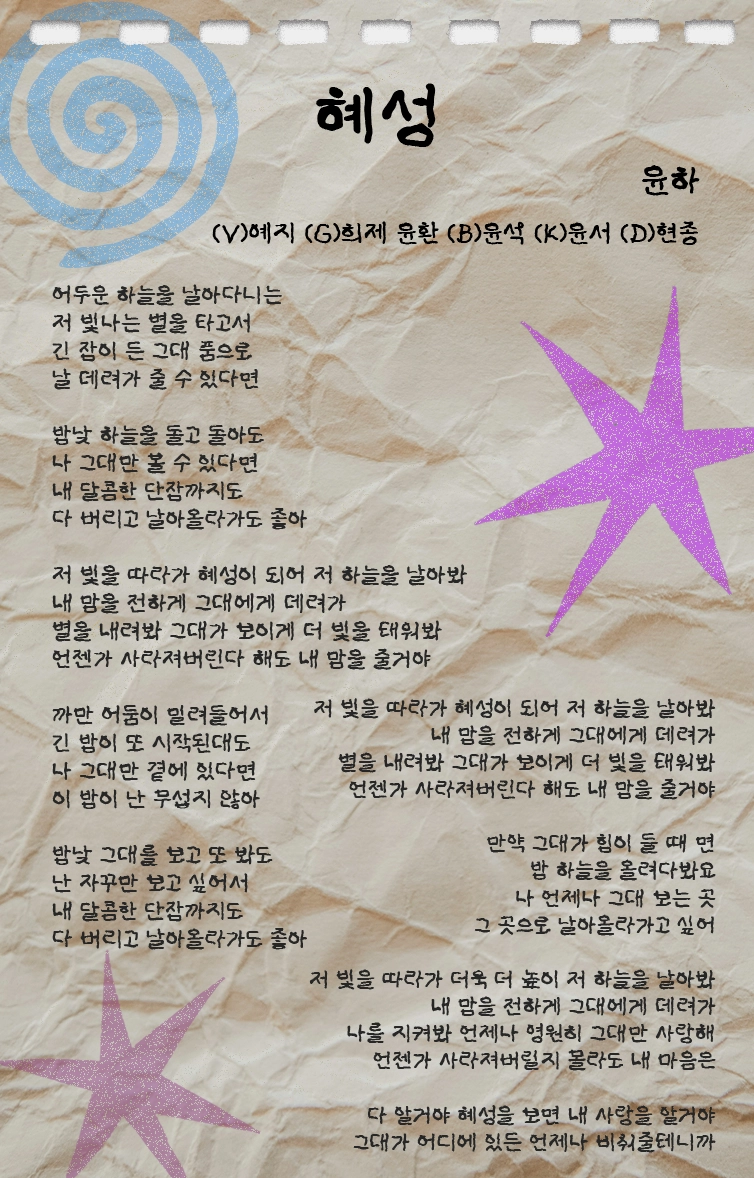 혜성
윤하
(V)예지 (G)희제 윤환 (B)윤석 (K)윤서 (D)현종
어두운 하늘을 날아다니는
저 빛나는 별을 타고서
긴 잠이 든 그대 품으로
날 데려가 줄 수 있다면
밤낮 하늘을 돌고 돌아도
나 그대만 볼 수 있다면
내 달콤한 단잠까지도
다 버리고 날아올라가도 좋아
저 빛을 따라가 혜성이 되어 저 하늘을 날아봐
내 맘을 전하게 그대에게 데려가
별을 내려봐 그대가 보이게 더 빛을 태워봐
언젠가 사라져버린다 해도 내 맘을 줄거야
까만 어둠이 밀려들어서
긴 밤이 또 시작된대도
나 그대만 곁에 있다면
이 밤이 난 무섭지 않아
밤낮 그대를 보고 또 봐도
난 자꾸만 보고 싶어서
내 달콤한 단잠까지도
다 버리고 날아올라가도 좋아
저 빛을 따라가 혜성이 되어 저 하늘을 날아봐
내 맘을 전하게 그대에게 데려가
별을 내려봐 그대가 보이게 더 빛을 태워봐
언젠가 사라져버린다 해도 내 맘을 줄거야
만약 그대가 힘이 들 때 면
밤 하늘을 올려다봐요
나 언제나 그대 보는 곳
그 곳으로 날아올라가고 싶어
저 빛을 따라가 더욱 더 높이 저 하늘을 날아봐
내 맘을 전하게 그대에게 데려가
나를 지켜봐 언제나 영원히 그대만 사랑해
언젠가 사라져버릴지 몰라도 내 마음은
다 알거야 혜성을 보면 내 사랑을 알거야
그대가 어디에 있든 언제나 비춰줄테니까